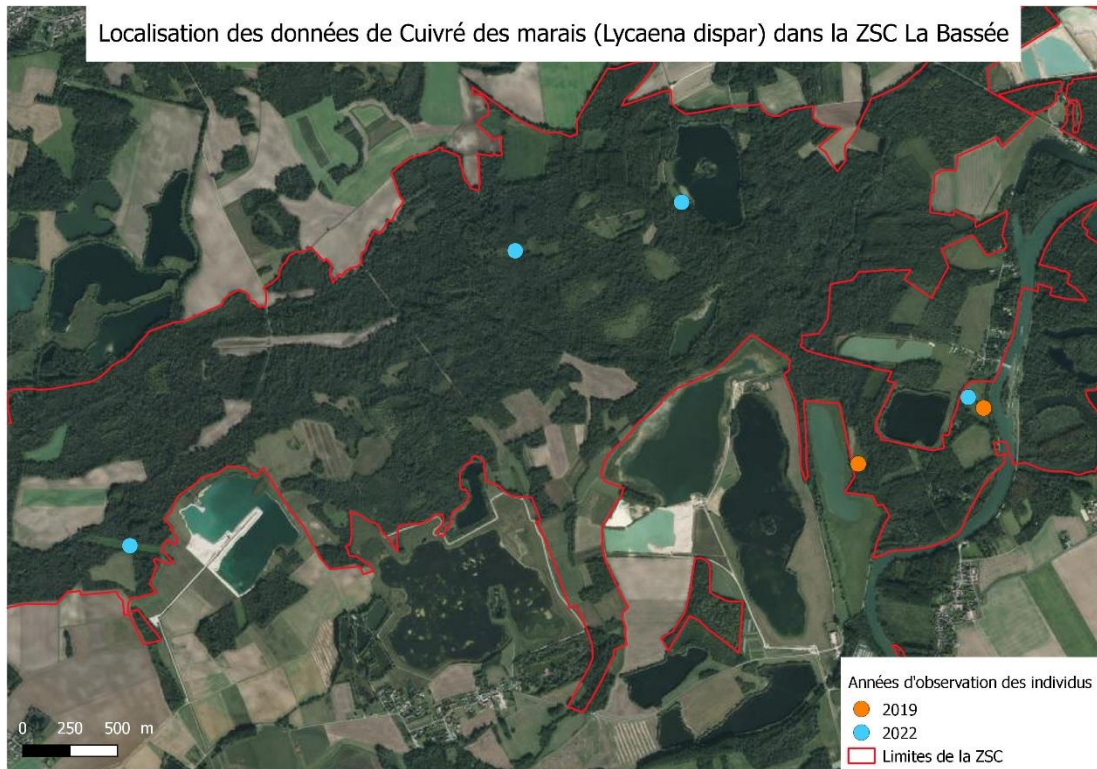 Localisation des données de Cuivré des marais (Lycaena dispar) dans la ZSC La Bassée
Années d'observation des individus
2019
2022
Limites de la ZSC
0 250 500 m